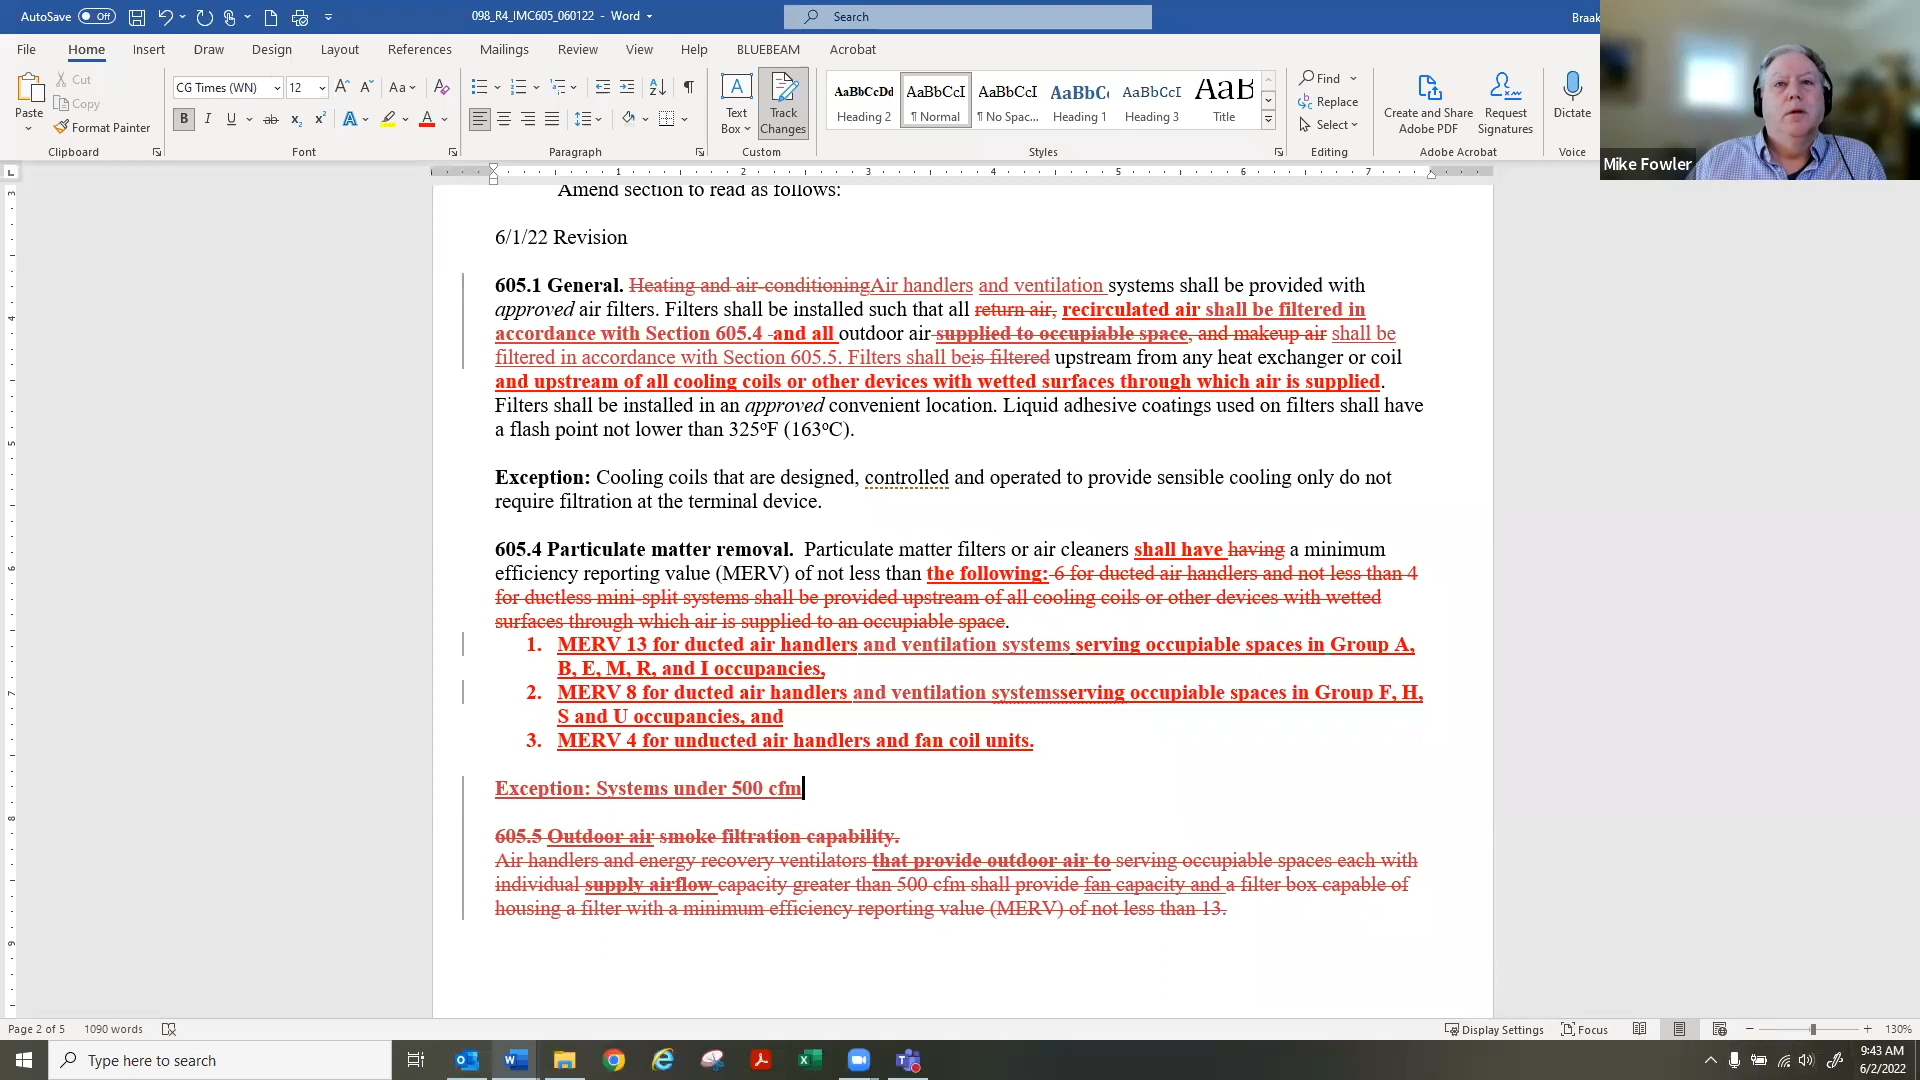 AutoSave Off 098_R4_IMC605_060122 - Word Search Braak
File Home Insert Draw Design Layout References Mailings Review View Help BLUEBEAM Acrobat
Paste Cut Copy Format Painter
CG Times (WN) 12
Text Box Track Changes
AaBbCcDd AaBbCcI AaBbCcI AaBbC( AaBbCcI AaB
Heading 2 ¶ Normal ¶ No Spac... Heading 1 Heading 3 Title
Find Replace Select
Create and Share Adobe PDF Request Signatures Dictate
Clipboard Font Paragraph Custom Styles Editing Adobe Acrobat Voice
Mike Fowler
1 2 3 4 5 6 7
Amend section to read as follows:
6/1/22 Revision
605.1 General. Heating and air-conditioningAir handlers and ventilation systems shall be provided with
approved air filters. Filters shall be installed such that all return air, recirculated air shall be filtered in
accordance with Section 605.4 -and all outdoor air supplied to occupiable space, and makeup air shall be
filtered in accordance with Section 605.5. Filters shall beis filtered upstream from any heat exchanger or coil
and upstream of all cooling coils or other devices with wetted surfaces through which air is supplied.
Filters shall be installed in an approved convenient location. Liquid adhesive coatings used on filters shall have
a flash point not lower than 325ºF (163ºC).
Exception: Cooling coils that are designed, controlled and operated to provide sensible cooling only do not
require filtration at the terminal device.
605.4 Particulate matter removal. Particulate matter filters or air cleaners shall have having a minimum
efficiency reporting value (MERV) of not less than the following: 6 for ducted air handlers and not less than 4
for ductless mini-split systems shall be provided upstream of all cooling coils or other devices with wetted
surfaces through which air is supplied to an occupiable space.
1. MERV 13 for ducted air handlers and ventilation systems serving occupiable spaces in Group A,
B, E, M, R, and I occupancies,
2. MERV 8 for ducted air handlers and ventilation systemsserving occupiable spaces in Group F, H,
S and U occupancies, and
3. MERV 4 for unducted air handlers and fan coil units.
Exception: Systems under 500 cfm
605.5 Outdoor air smoke filtration capability.
Air handlers and energy recovery ventilators that provide outdoor air to serving occupiable spaces each with
individual supply airflow capacity greater than 500 cfm shall provide fan capacity and a filter box capable of
housing a filter with a minimum efficiency reporting value (MERV) of not less than 13.
Page 2 of 5 1090 words Display Settings Focus 130%
Type here to search 9:43 AM
6/2/2022